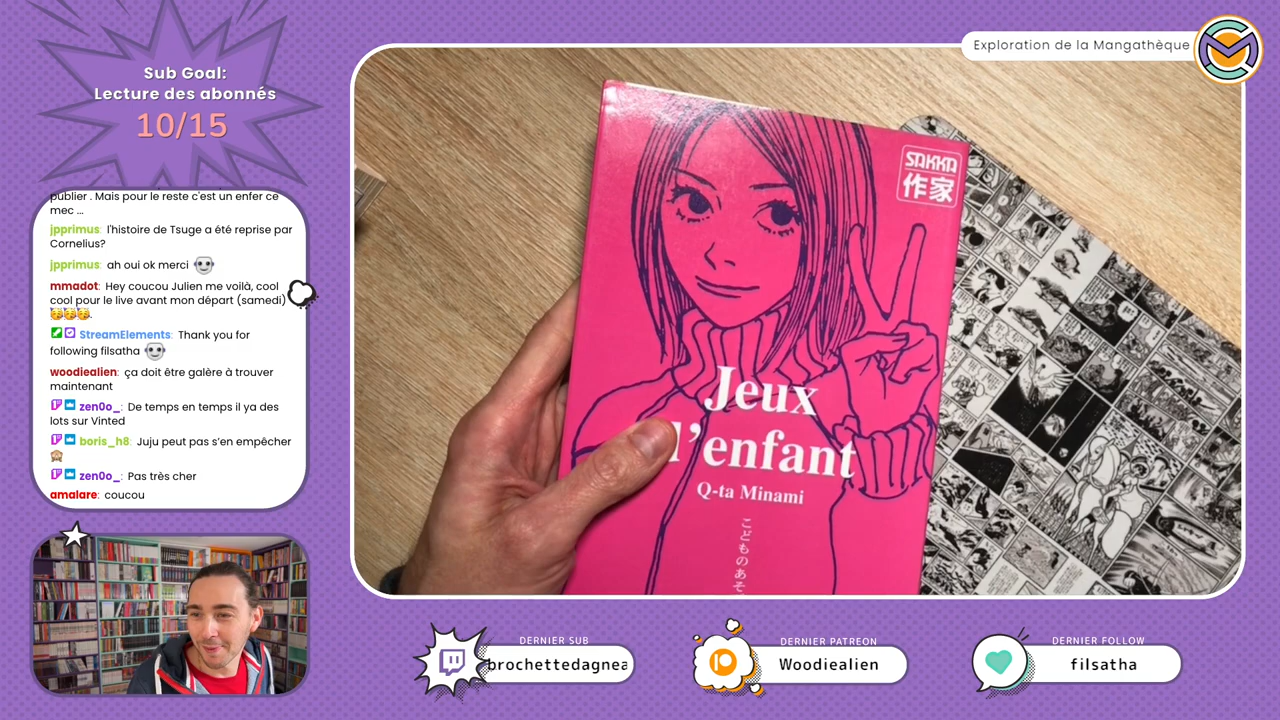 Sub Goal:
Lecture des abonnés
10/15
publier . Mais pour le reste c'est un enfer ce
mec ...
jpprimus: l'histoire de Tsuge a été reprise par
Cornelius?
jpprimus: ah oui ok merci
mmadot: Hey coucou Julien me voilà, cool
cool pour le live avant mon départ (samedi)
StreamElements: Thank you for
following filsatha
woodiealien: ça doit être galère à trouver
maintenant
zen0o_: De temps en temps il ya des
lots sur Vinted
boris_h8: Juju peut pas s'en empêcher
zen0o_: Pas très cher
amalare: coucou
Exploration de la Mangathèque
SAKKA
作家
Jeux
l'enfant
Q-ta Minami
こどものあそ
DERNIER SUB
brochettedagnea
DERNIER PATREON
Woodiealien
DERNIER FOLLOW
filsatha